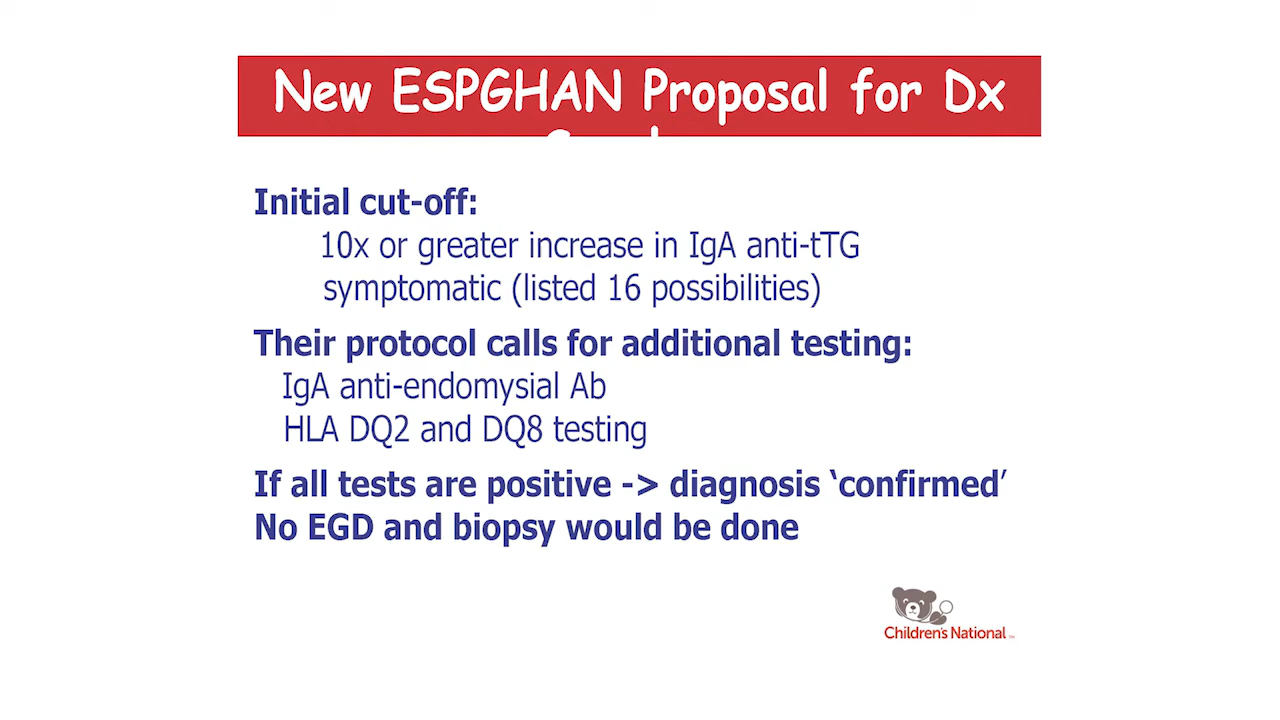 New ESPGHAN Proposal for Dx
Initial cut-off:
10x or greater increase in IgA anti-tTG
symptomatic (listed 16 possibilities)
Their protocol calls for additional testing:
IgA anti-endomysial Ab
HLA DQ2 and DQ8 testing
If all tests are positive -> diagnosis ‘confirmed’
No EGD and biopsy would be done
Children's National